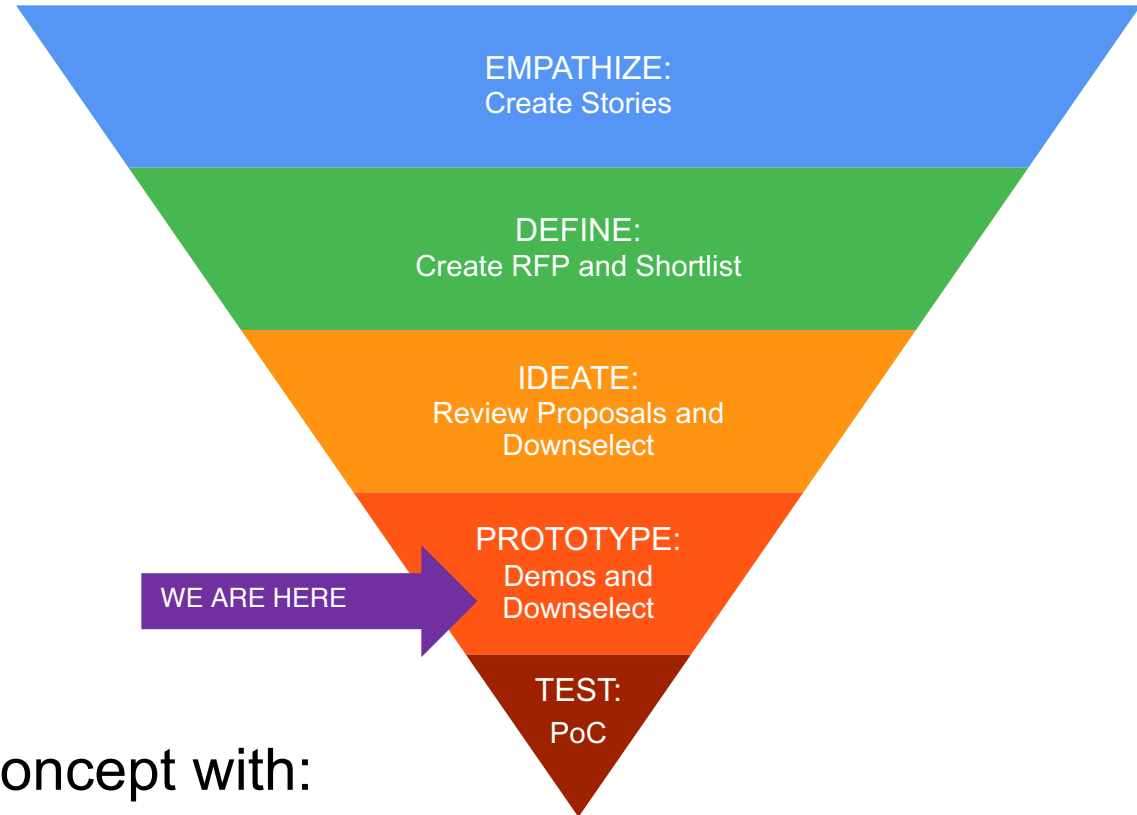 EMPATHIZE:
Create Stories
DEFINE:
Create RFP and Shortlist
IDEATE:
Review Proposals and
Downselect
PROTOTYPE:
Demos and
Downselect
WE ARE HERE
TEST:
PoC
oncept with: